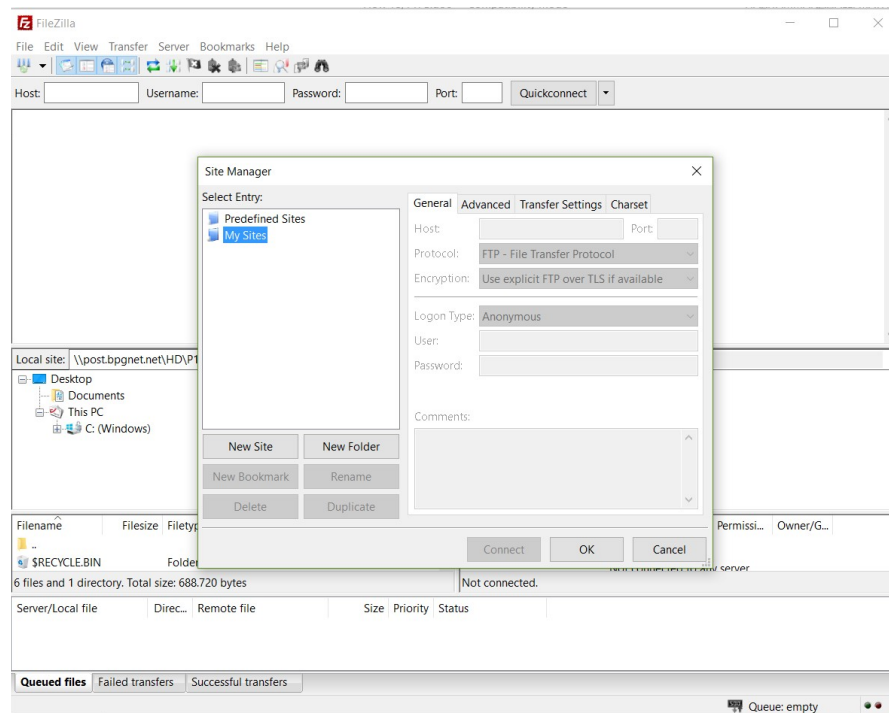 FileZilla
File Edit View Transfer Server Bookmarks Help
Host: Username: Password: Port: Quickconnect
Site Manager
Select Entry:
Predefined Sites
My Sites
New Site New Folder
New Bookmark Rename
Delete Duplicate
General Advanced Transfer Settings Charset
Host: Port:
Protocol: FTP - File Transfer Protocol
Encryption: Use explicit FTP over TLS if available
Logon Type: Anonymous
User:
Password:
Comments:
Connect OK Cancel
Local site: \\post.bpgnet.net\HD\P1
Desktop
Documents
This PC
C: (Windows)
Filename Filesize Filetyp
..
$RECYCLE.BIN Folder
6 files and 1 directory. Total size: 688.720 bytes
Permissi... Owner/G...
Not connected to any server
Not connected.
Server/Local file Direc... Remote file Size Priority Status
Queued files Failed transfers Successful transfers
Queue: empty